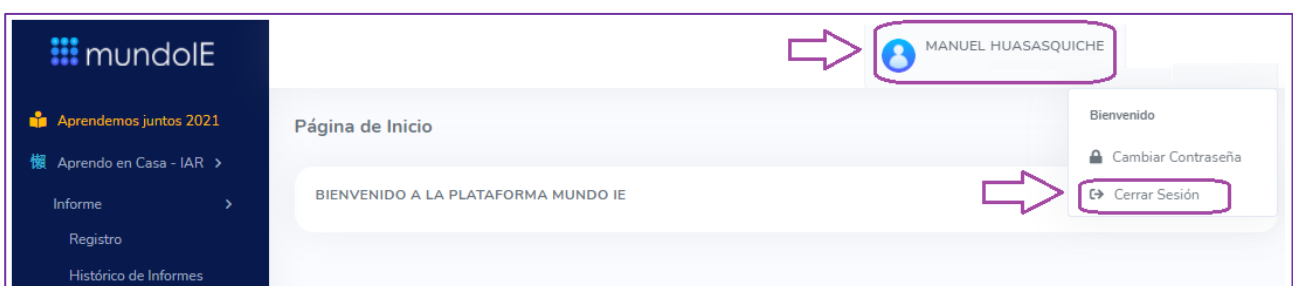 mundoIE
MANUEL HUASASQUICHE
Aprendemos juntos 2021
Aprendo en Casa - IAR
Informe
Registro
Histórico de Informes
Página de Inicio
BIENVENIDO A LA PLATAFORMA MUNDO IE
Bienvenido
Cambiar Contraseña
Cerrar Sesión